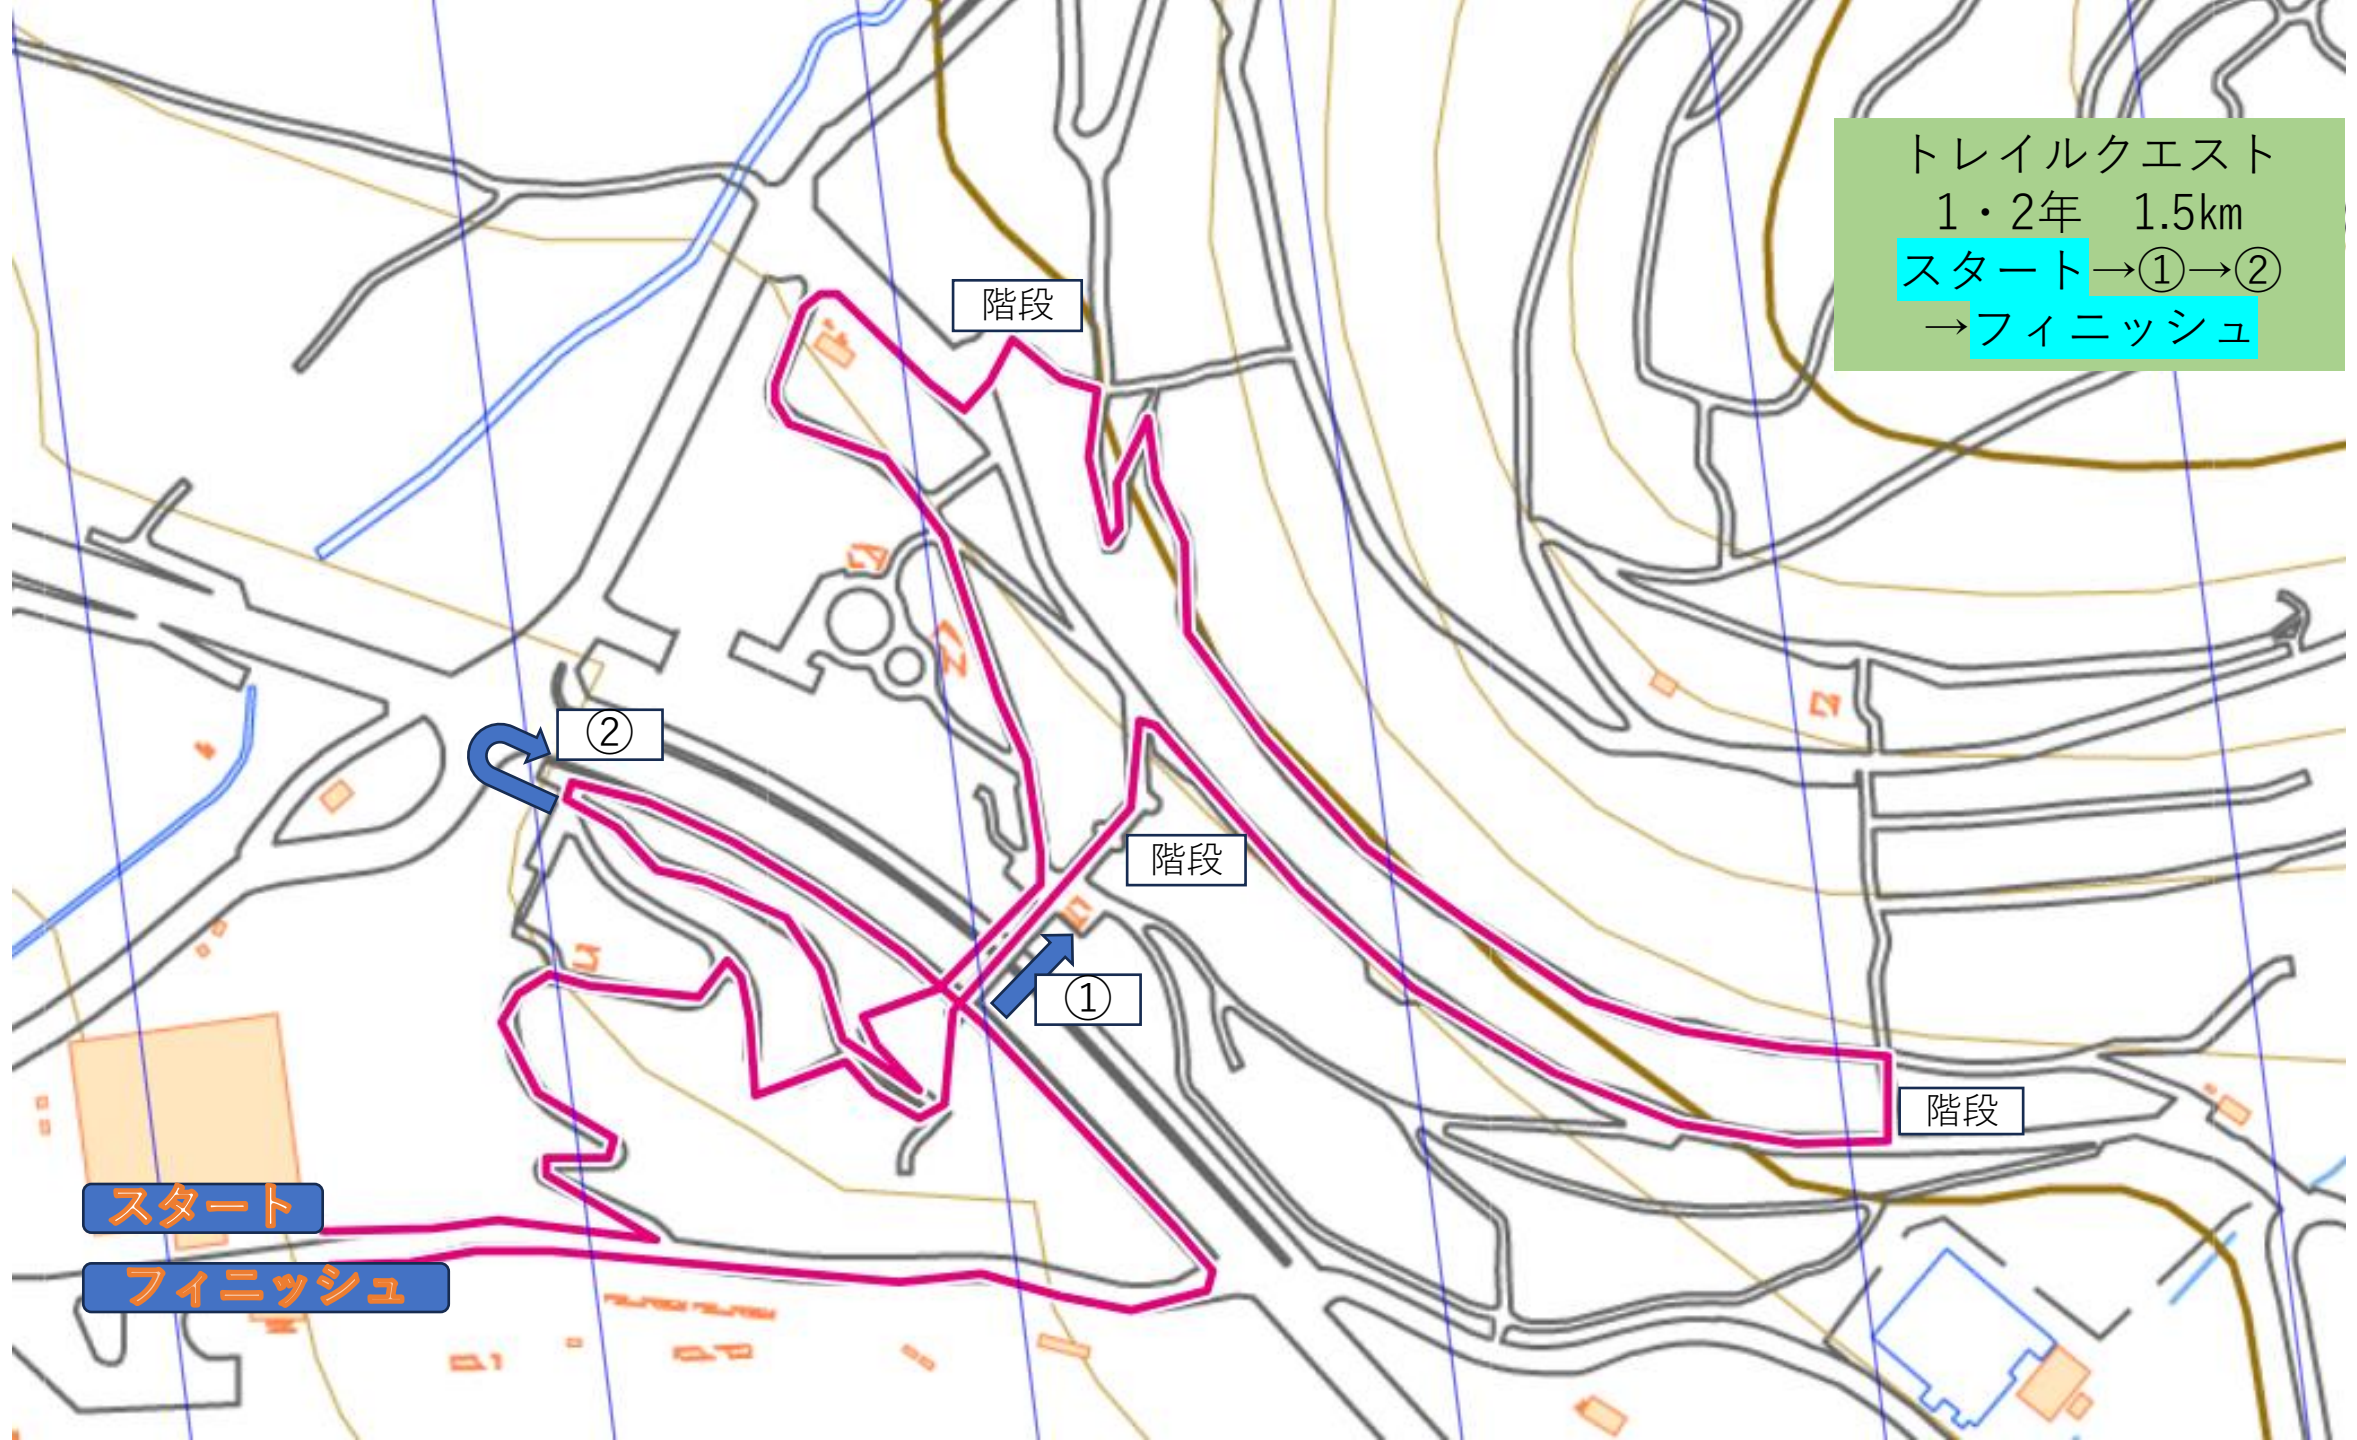 トレイルクエスト
1・2年　1.5km
スタート→①→②
→フィニッシュ
階段
②
階段
①
階段
スタート
フィニッシュ